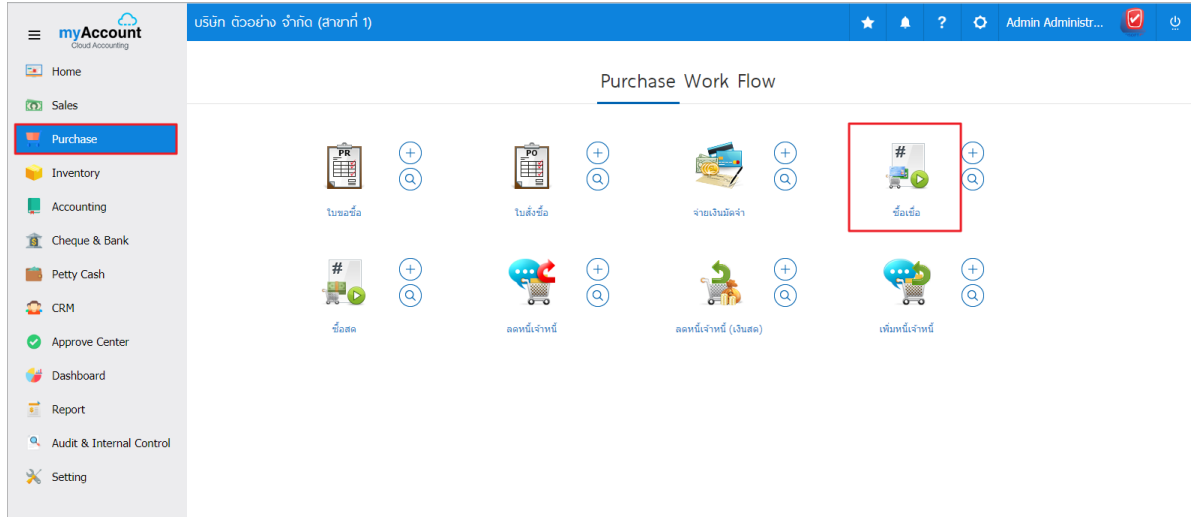 myAccount
Cloud Accounting
บริษัท ตัวอย่าง จำกัด (สาขาที่ 1)
?
Admin Administr...
Home
Sales
Purchase
Inventory
Accounting
Cheque & Bank
Petty Cash
CRM
Approve Center
Dashboard
Report
Audit & Internal Control
Setting
Purchase Work Flow
PR
PO
#
ใบขอซื้อ
ใบสั่งซื้อ
จ่ายเงินมัดจำ
ซื้อเชื่อ
#
ซื้อสด
ลดหนี้เจ้าหนี้
ลดหนี้เจ้าหนี้ (เงินสด)
เพิ่มหนี้เจ้าหนี้